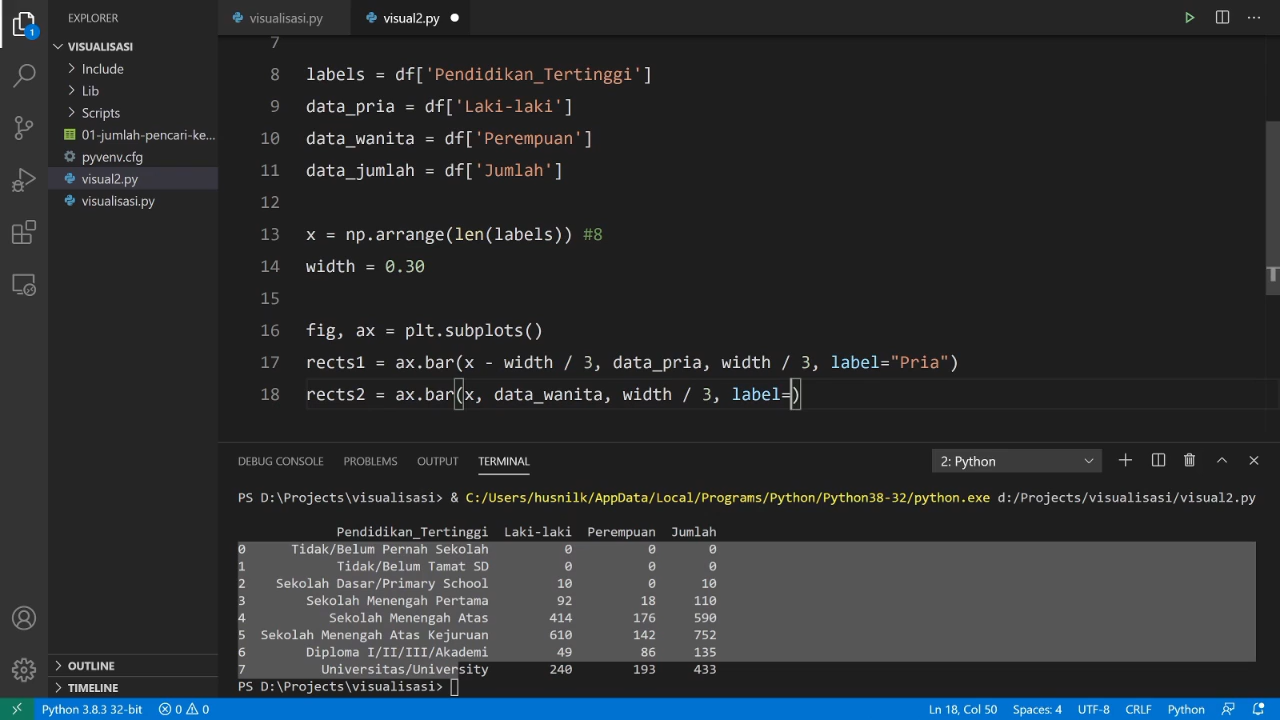 EXPLORER
visualisasi.py
visual2.py
1
VISUALISASI
Include
Lib
Scripts
01-jumlah-pencari-ke...
pyvenv.cfg
visual2.py
visualisasi.py
OUTLINE
TIMELINE
7
8 labels = df['Pendidikan_Tertinggi']
9 data_pria = df['Laki-laki']
10 data_wanita = df['Perempuan']
11 data_jumlah = df['Jumlah']
12
13 x = np.arrange(len(labels)) #8
14 width = 0.30
15
16 fig, ax = plt.subplots()
17 rects1 = ax.bar(x - width / 3, data_pria, width / 3, label="Pria")
18 rects2 = ax.bar(x, data_wanita, width / 3, label=)
DEBUG CONSOLE PROBLEMS OUTPUT TERMINAL 2: Python
PS D:\Projects\visualisasi> & C:/Users/husnilk/AppData/Local/Programs/Python/Python38-32/python.exe d:/Projects/visualisasi/visual2.py
Pendidikan_Tertinggi Laki-laki Perempuan Jumlah
0 Tidak/Belum Pernah Sekolah 0 0 0
1 Tidak/Belum Tamat SD 0 0 0
2 Sekolah Dasar/Primary School 10 0 10
3 Sekolah Menengah Pertama 92 18 110
4 Sekolah Menengah Atas 414 176 590
5 Sekolah Menengah Atas Kejuruan 610 142 752
6 Diploma I/II/III/Akademi 49 86 135
7 Universitas/University 240 193 433
PS D:\Projects\visualisasi>
Python 3.8.3 32-bit 0 0 Ln 18, Col 50 Spaces: 4 UTF-8 CRLF Python